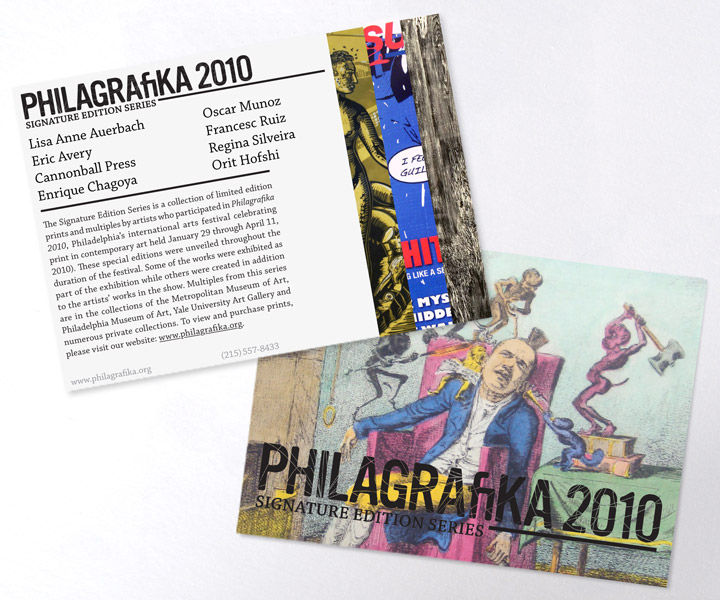 PHILAGRAfiKA 2010
SIGNATURE EDITION SERIES
Lisa Anne Auerbach
Eric Avery
Cannonball Press
Enrique Chagoya
Oscar Munoz
Francesc Ruiz
Regina Silveira
Orit Hofshi
The Signature Edition Series is a collection of limited edition
prints and multiples by artists who participated in Philagrafika
2010, Philadelphia's international arts festival celebrating
print in contemporary art held January 29 through April 11,
2010). These special editions were unveiled throughout the
duration of the festival. Some of the works were exhibited as
part of the exhibition while others were created in addition
to the artists' works in the show. Multiples from this series
are in the collections of the Metropolitan Museum of Art,
Philadelphia Museum of Art, Yale University Art Gallery and
numerous private collections. To view and purchase prints,
please visit our website: www.philagrafika.org.
www.philagrafika.org
(215) 557-8433
SU
I FE
GUIL
HIT
G LIKE A SE
MYS
IDDE
WA
PHILAGRAfiKA 2010
SIGNATURE EDITION SERIES